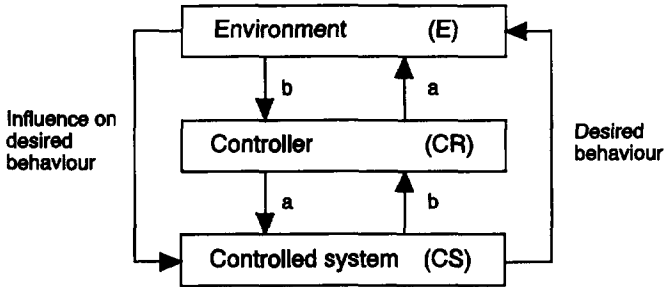 Environment (E)
b
a
Influence on
desired
behaviour
Controller (CR)
Desired
behaviour
a
b
Controlled system (CS)